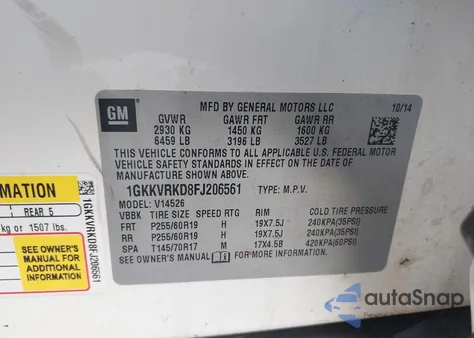 GM
MFD BY GENERAL MOTORS LLC 10/14
GVWR GAWR FRT GAWR RR
2930 KG 1450 KG 1600 KG
6459 LB 3196 LB 3527 LB
THIS VEHICLE CONFORMS TO ALL APPLICABLE U.S. FEDERAL MOTOR
VEHICLE SAFETY STANDARDS IN EFFECT ON THE DATE OF
MANUFACTURE SHOWN ABOVE.
1GKKVRKD8FJ206561 TYPE: M.P.V.
MODEL: V14526
VBBK TIRE SIZE SPEED RTG RIM COLD TIRE PRESSURE
FRT P255/60R19 H 19X7.5J 240KPA(35PSI)
RR P255/60R19 H 19X7.5J 240KPA(35PSI)
SPA T145/70R17 M 17X4.5B 420KPA(60PSI)
SEE OWNER'S MANUAL FOR MORE INFORMATION.
RMATION
REAR 5
kg or 1507 lbs.
SEE OWNER'S
MANUAL FOR
ADDITIONAL
INFORMATION
1GKKVRKD8FJ206561
autoSnap
Powered by